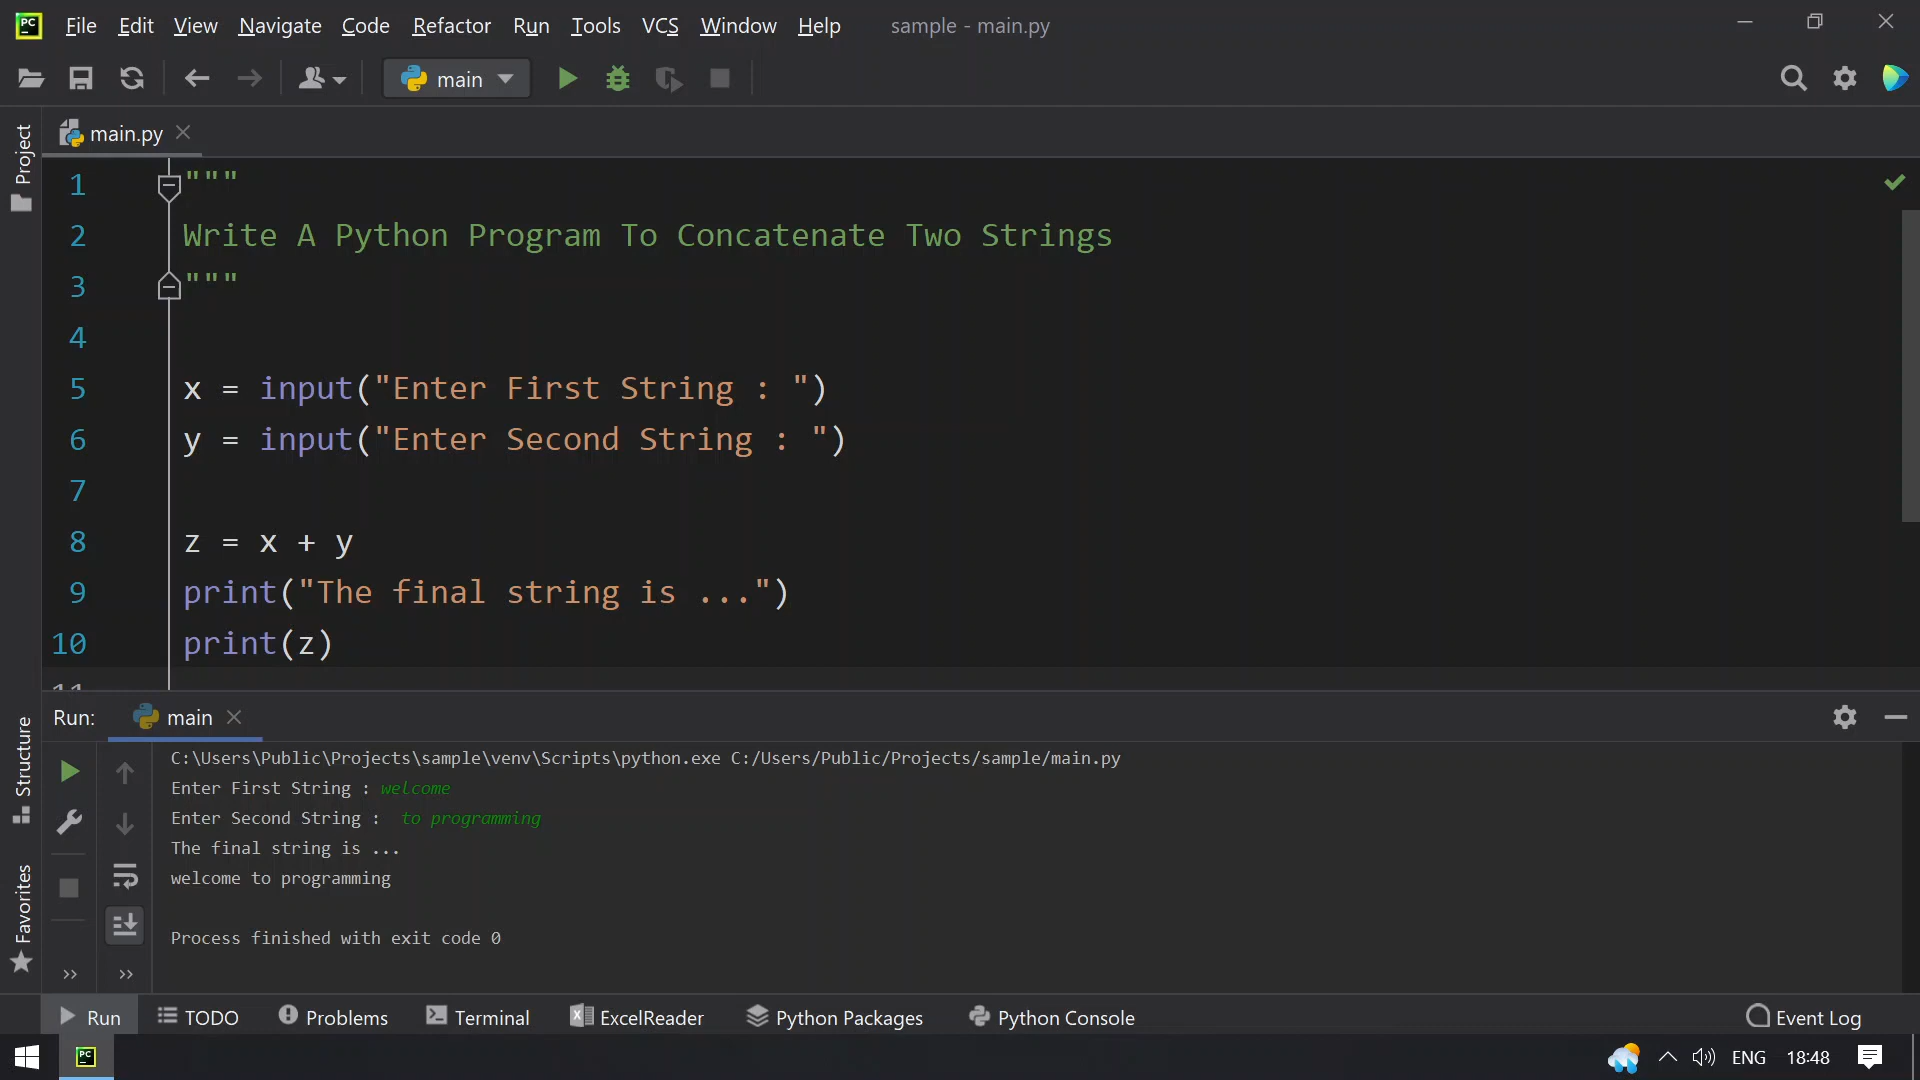 PC File Edit View Navigate Code Refactor Run Tools VCS Window Help sample - main.py
main
Project
main.py
1 """
2 Write A Python Program To Concatenate Two Strings
3 """
4
5 x = input("Enter First String : ")
6 y = input("Enter Second String : ")
7
8 z = x + y
9 print("The final string is ...")
10 print(z)
11
Run: main
Structure
Favorites
C:\Users\Public\Projects\sample\venv\Scripts\python.exe C:/Users/Public/Projects/sample/main.py
Enter First String : welcome
Enter Second String :  to programming
The final string is ...
welcome to programming
Process finished with exit code 0
Run TODO Problems Terminal ExcelReader Python Packages Python Console Event Log
PC ENG 18:48